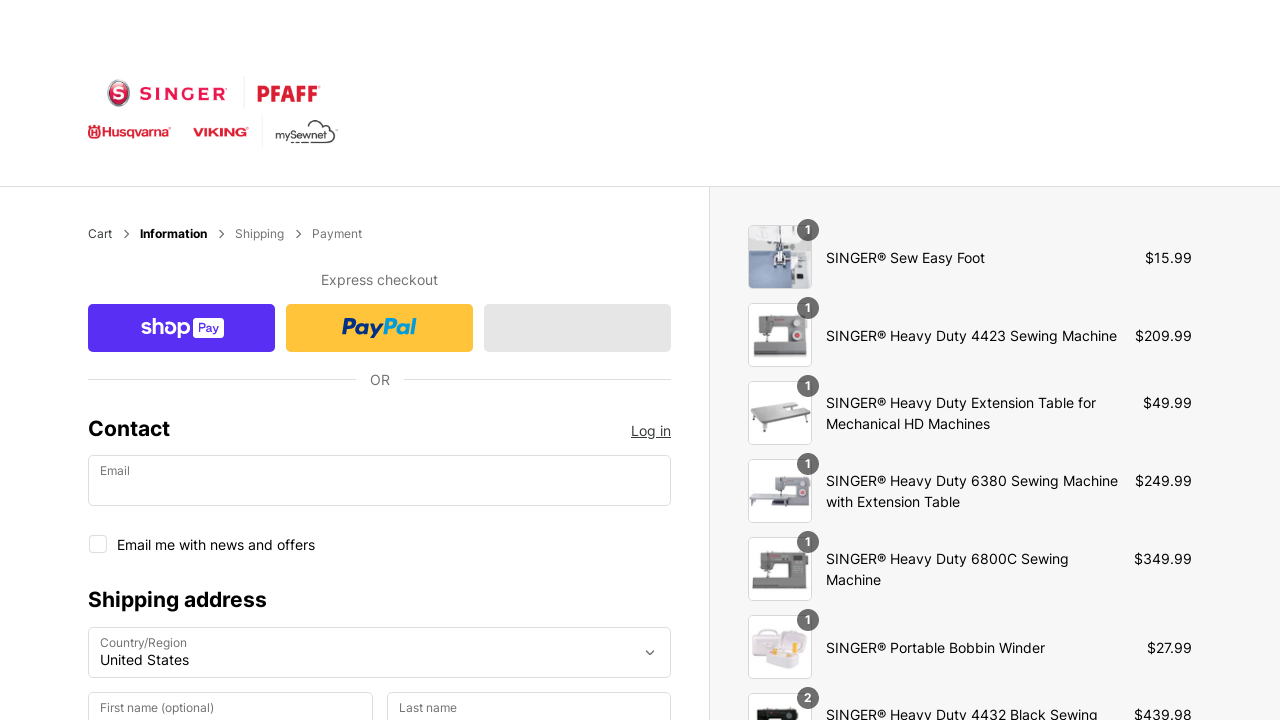 S SINGER® PFAFF®
Husqvarna® VIKING® mySewnet™
Cart > Information > Shipping > Payment
Express checkout
shop Pay PayPal
OR
Contact
Log in
Email
Email me with news and offers
Shipping address
Country/Region
United States
First name (optional)
Last name
1
SINGER® Sew Easy Foot $15.99
1
SINGER® Heavy Duty 4423 Sewing Machine $209.99
1
SINGER® Heavy Duty Extension Table for $49.99
Mechanical HD Machines
1
SINGER® Heavy Duty 6380 Sewing Machine $249.99
with Extension Table
1
SINGER® Heavy Duty 6800C Sewing $349.99
Machine
1
SINGER® Portable Bobbin Winder $27.99
2
SINGER® Heavy Duty 4432 Black Sewing $439.98